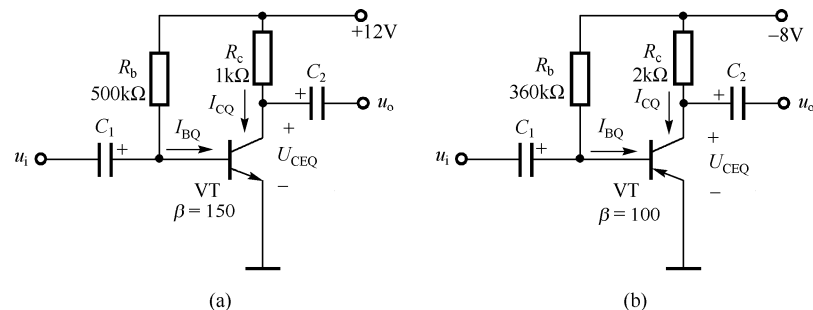 +12V
R_b
500kΩ
R_c
1kΩ
C_2
I_CQ
+
u_o
C_1
+
I_BQ
+
U_CEQ
−
u_i
VT
β = 150
(a)
−8V
R_b
360kΩ
R_c
2kΩ
C_2
I_CQ
+
u_o
C_1
+
I_BQ
+
U_CEQ
−
u_i
VT
β = 100
(b)